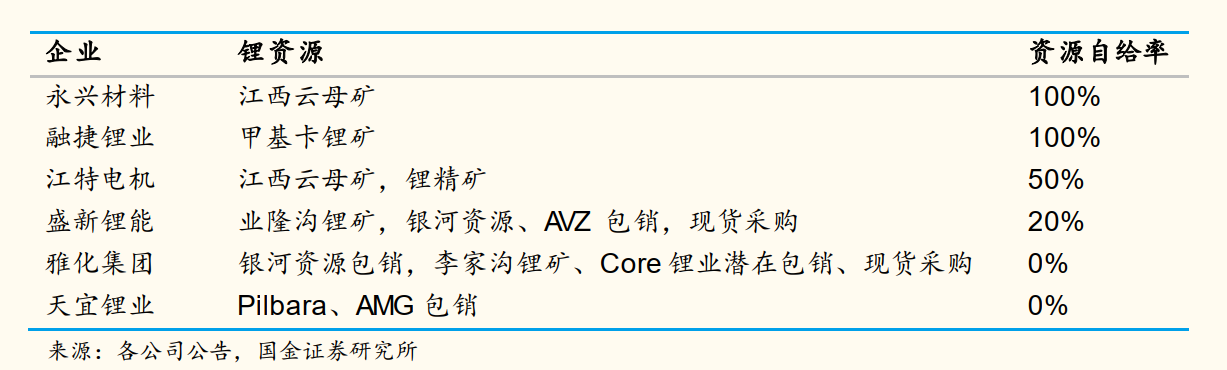 企业 锂资源 资源自给率
永兴材料 江西云母矿 100%
融捷锂业 甲基卡锂矿 100%
江特电机 江西云母矿，锂精矿 50%
盛新锂能 业隆沟锂矿，银河资源、AVZ 包销，现货采购 20%
雅化集团 银河资源包销，李家沟锂矿、Core 锂业潜在包销、现货采购 0%
天宜锂业 Pilbara、AMG 包销 0%
来源：各公司公告，国金证券研究所